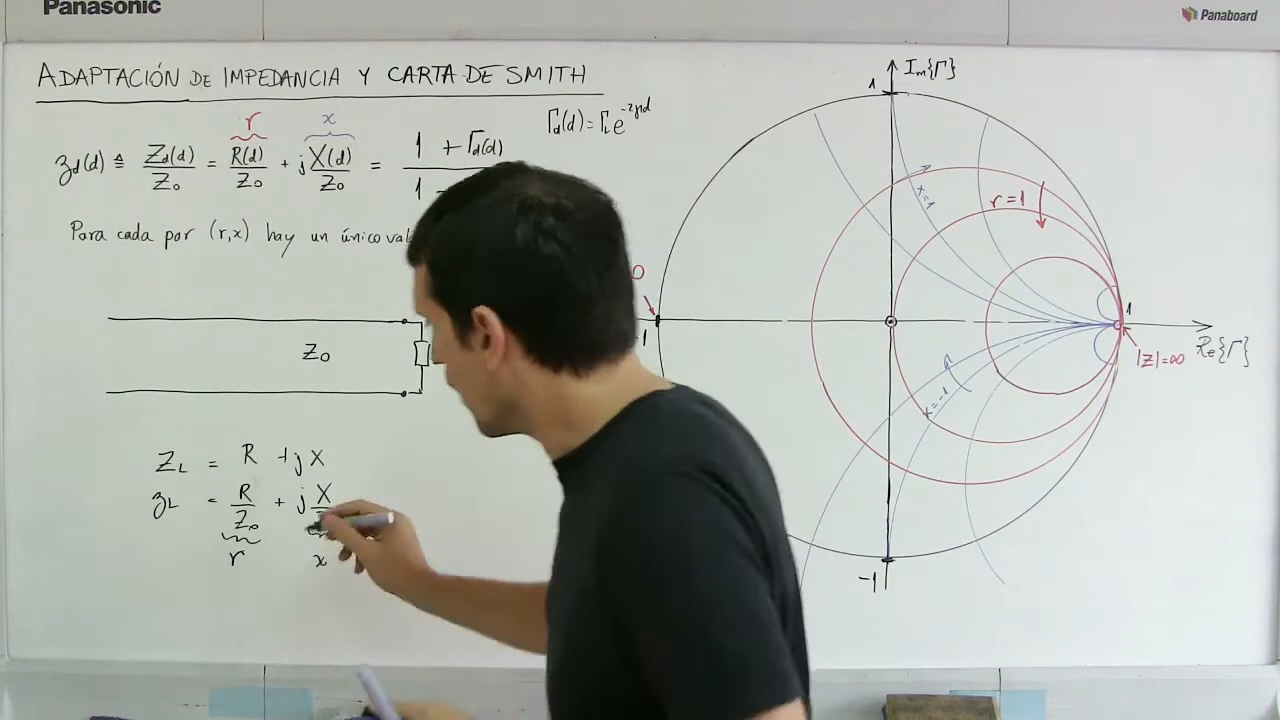 Panasonic
Panaboard
ADAPTACIÓN DE IMPEDANCIA Y CARTA DE SMITH
r x
Γd(d) = ΓL e^-2γd
zd(d) ≜ Zd(d)/Z0 = R(d)/Z0 + j X(d)/Z0 = 1 + Γd(d) / 1 -
Para cada par (r,x) hay un único val
Z0
ZL = R + jX
zL = R/Z0 + j X
r x
Im{Γ}
1
x=1
r=1
0
-1
1
Re{Γ}
|Z|=∞
x=-1
-1